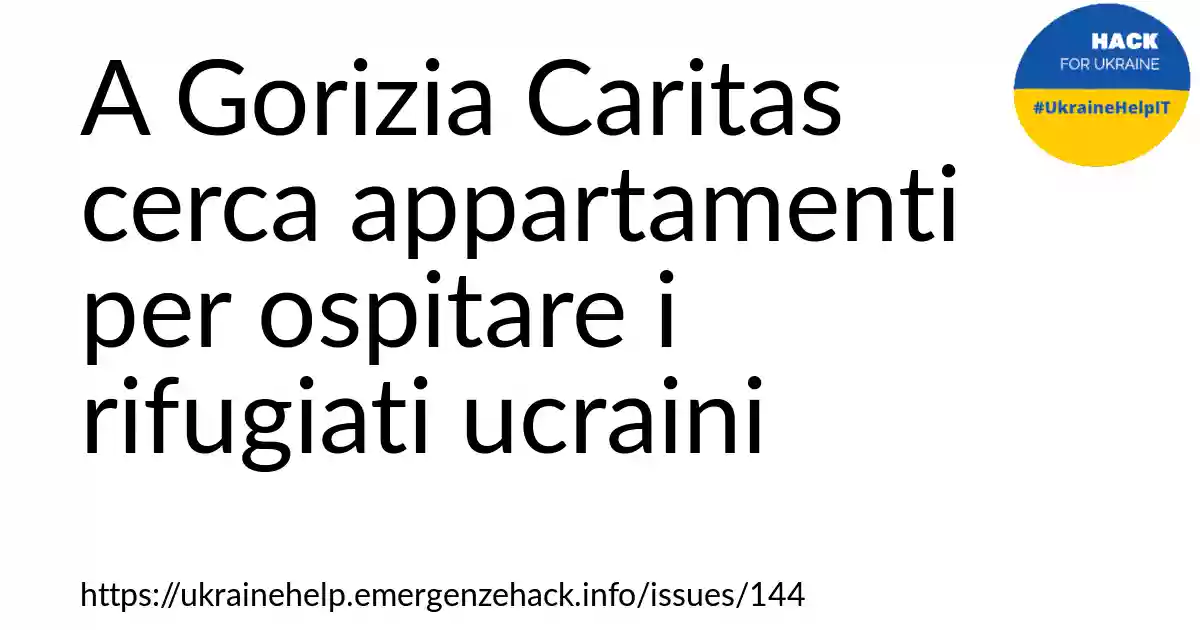 HACK
FOR UKRAINE
#UkraineHelpIT
A Gorizia Caritas
cerca appartamenti
per ospitare i
rifugiati ucraini
https://ukrainehelp.emergenzehack.info/issues/144